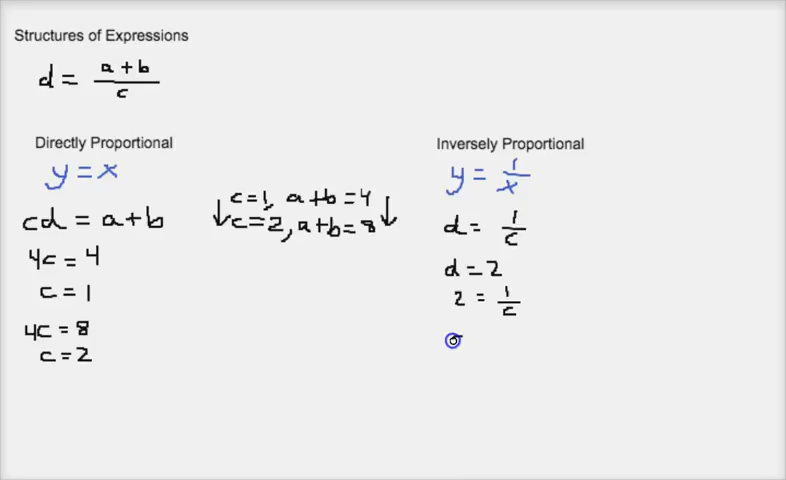 Structures of Expressions
d = (a+b)/c
Directly Proportional
y = x
cd = a+b
4c = 4
c = 1
4c = 8
c = 2
c=1, a+b=4
c=2, a+b=8
Inversely Proportional
y = 1/x
d = 1/c
d = 2
2 = 1/c